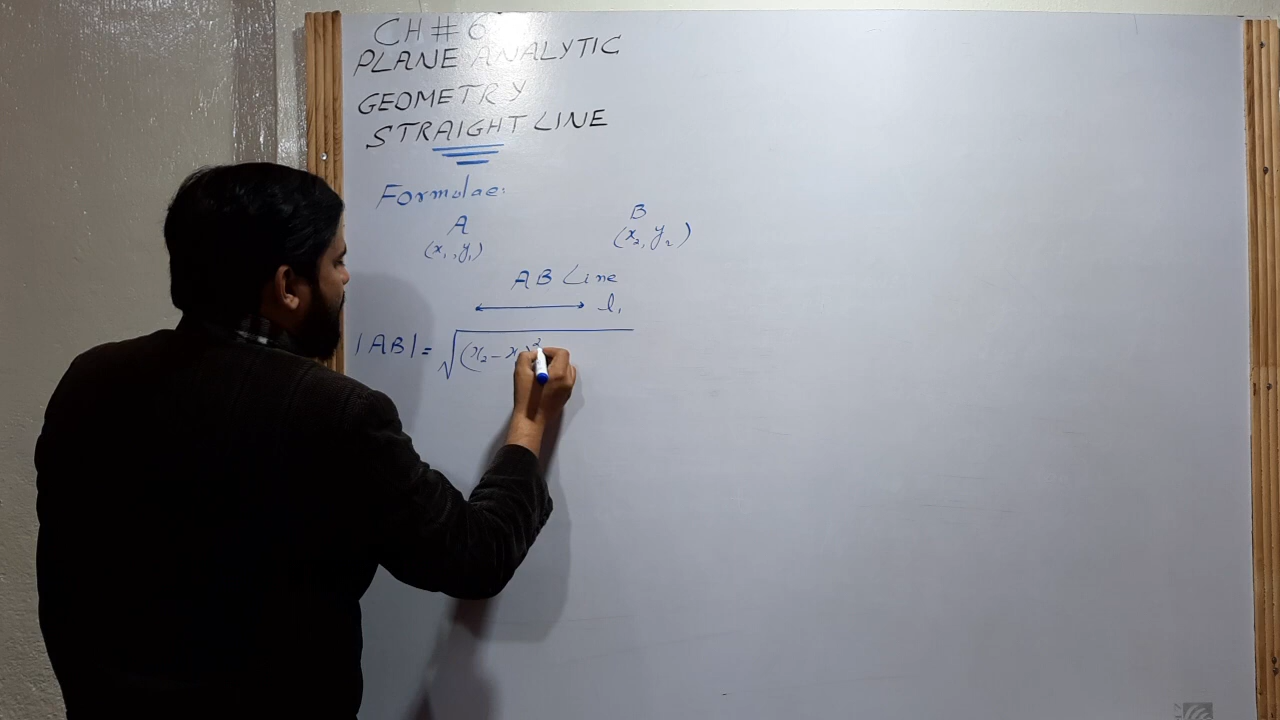 CH # 6
PLANE ANALYTIC
GEOMETRY
STRAIGHT LINE
Formulae:
A B
(x₁, y₁) (x₂, y₂)
AB Line
l₁
|AB| = √(x₂ - x₁)²